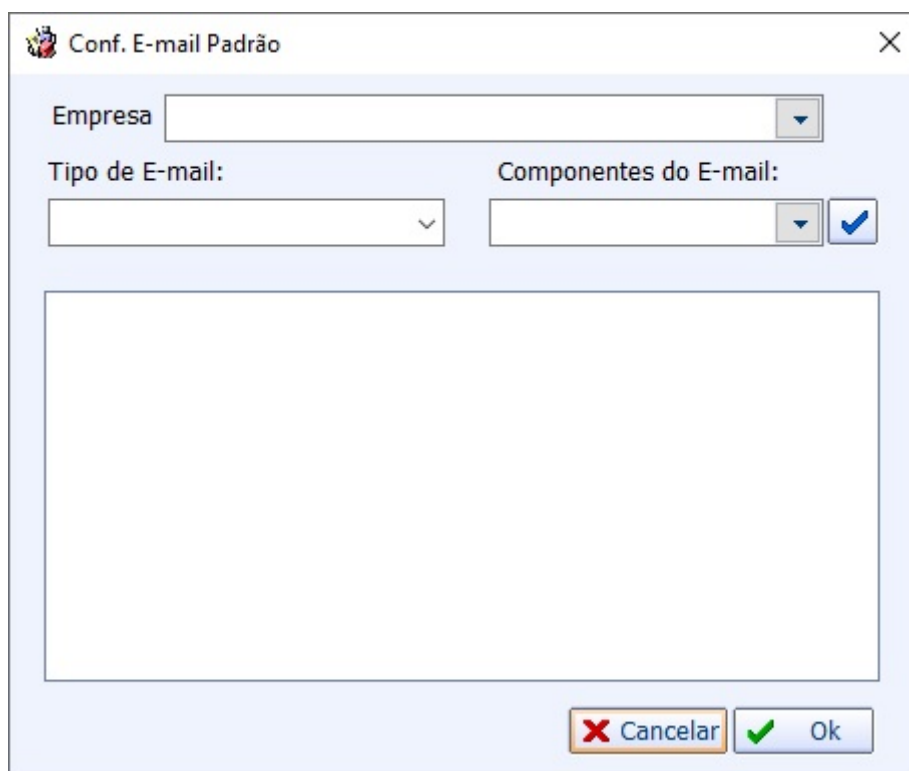 Conf. E-mail Padrão
Empresa
Tipo de E-mail: Componentes do E-mail:
Cancelar Ok